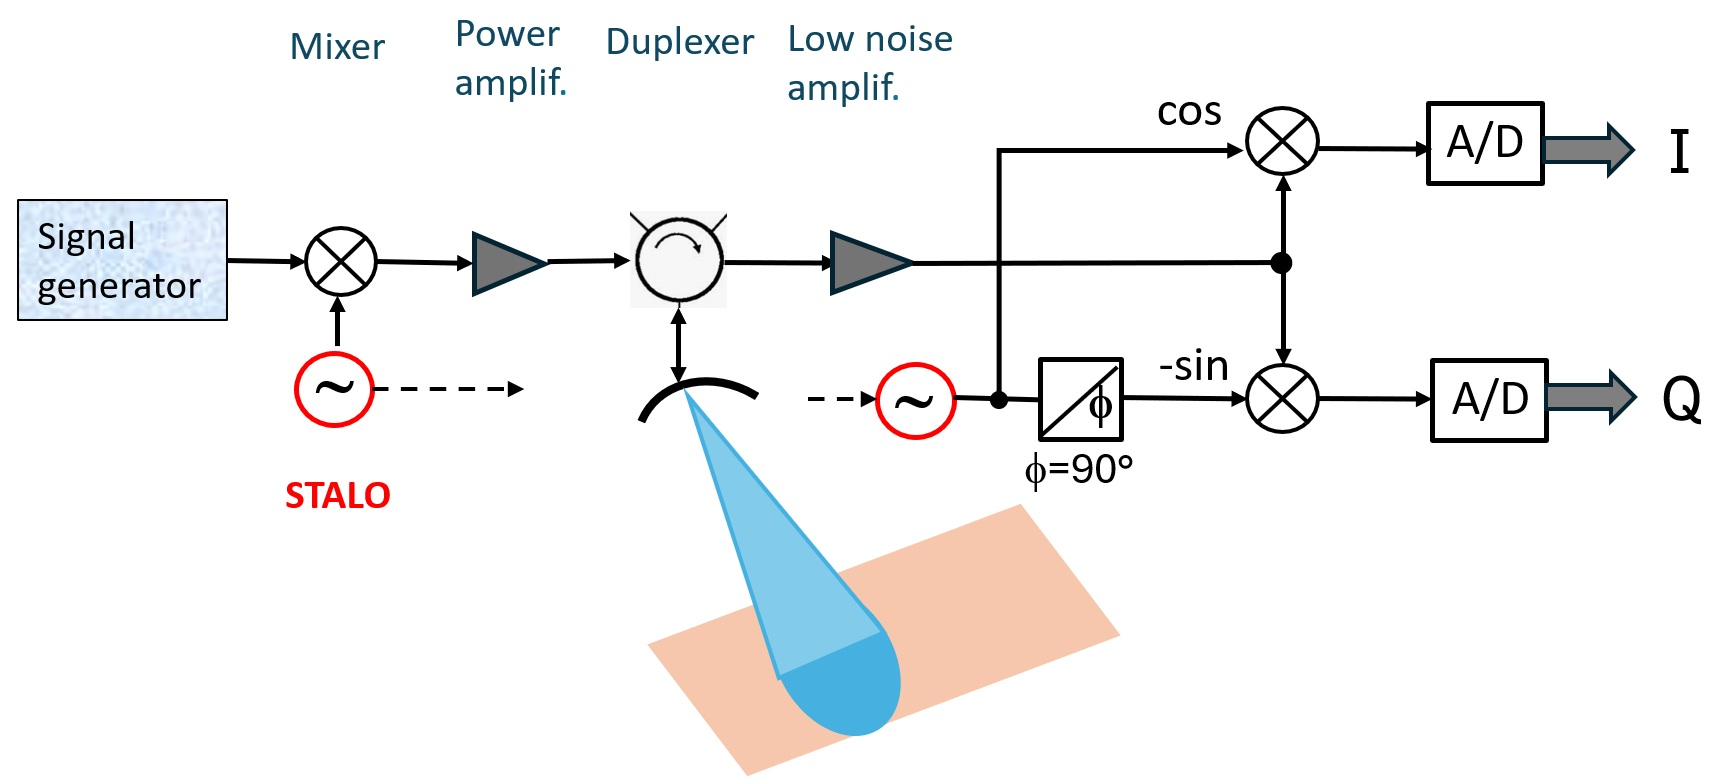 Mixer
Power
amplif.
Duplexer
Low noise
amplif.
cos
A/D
I
Signal
generator
~
~
ϕ
-sin
A/D
Q
ϕ=90°
STALO